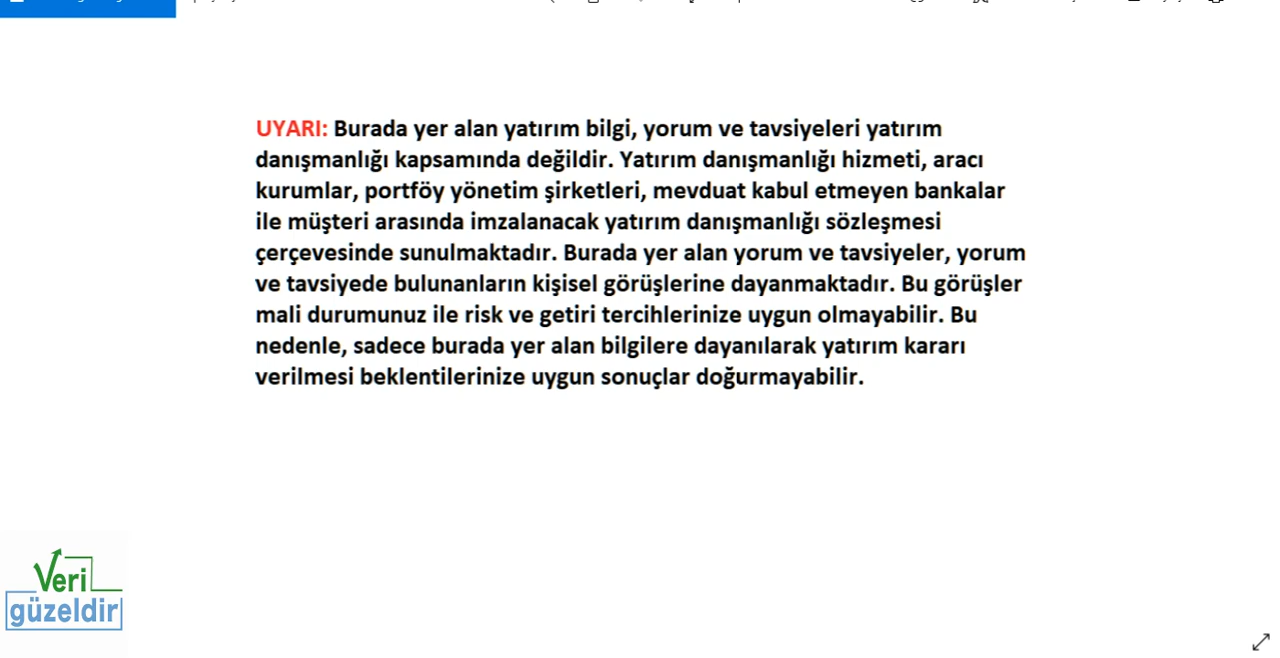 UYARI: Burada yer alan yatırım bilgi, yorum ve tavsiyeleri yatırım
danışmanlığı kapsamında değildir. Yatırım danışmanlığı hizmeti, aracı
kurumlar, portföy yönetim şirketleri, mevduat kabul etmeyen bankalar
ile müşteri arasında imzalanacak yatırım danışmanlığı sözleşmesi
çerçevesinde sunulmaktadır. Burada yer alan yorum ve tavsiyeler, yorum
ve tavsiyede bulunanların kişisel görüşlerine dayanmaktadır. Bu görüşler
mali durumunuz ile risk ve getiri tercihlerinize uygun olmayabilir. Bu
nedenle, sadece burada yer alan bilgilere dayanılarak yatırım kararı
verilmesi beklentilerinize uygun sonuçlar doğurmayabilir.
Veri
güzeldir